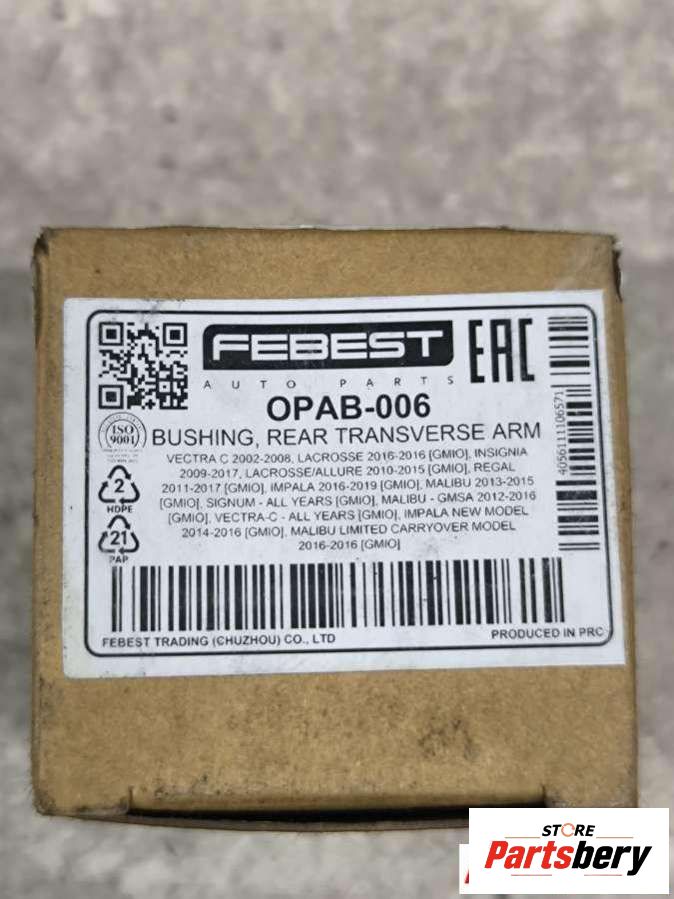 FEBEST
AUTO PARTS
EAC
OPAB-006
ISO
9001
BUSHING, REAR TRANSVERSE ARM
VECTRA C 2002-2008, LACROSSE 2016-2016 [GMIO], INSIGNIA
2009-2017, LACROSSE/ALLURE 2010-2015 [GMIO], REGAL
2011-2017 [GMIO], IMPALA 2016-2019 [GMIO], MALIBU 2013-2015
[GMIO], SIGNUM - ALL YEARS [GMIO], MALIBU - GMSA 2012-2016
[GMIO], VECTRA-C - ALL YEARS [GMIO], IMPALA NEW MODEL
2014-2016 [GMIO], MALIBU LIMITED CARRYOVER MODEL
2016-2016 [GMIO]
2
HDPE
21
PAP
4056111106571
FEBEST TRADING (CHUZHOU) CO., LTD
PRODUCED IN PRC
STORE
Partsbery